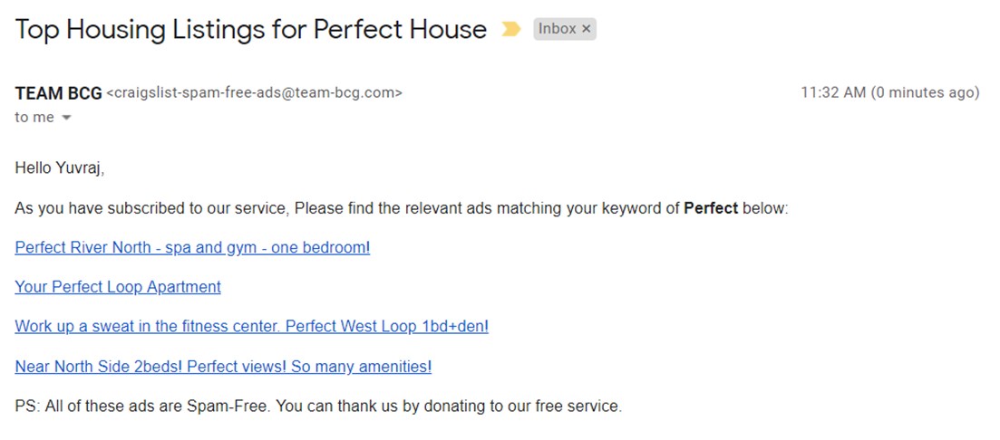 Top Housing Listings for Perfect House Inbox ×
TEAM BCG <craigslist-spam-free-ads@team-bcg.com> 11:32 AM (0 minutes ago)
to me
Hello Yuvraj,
As you have subscribed to our service, Please find the relevant ads matching your keyword of Perfect below:
Perfect River North - spa and gym - one bedroom!
Your Perfect Loop Apartment
Work up a sweat in the fitness center. Perfect West Loop 1bd+den!
Near North Side 2beds! Perfect views! So many amenities!
PS: All of these ads are Spam-Free. You can thank us by donating to our free service.